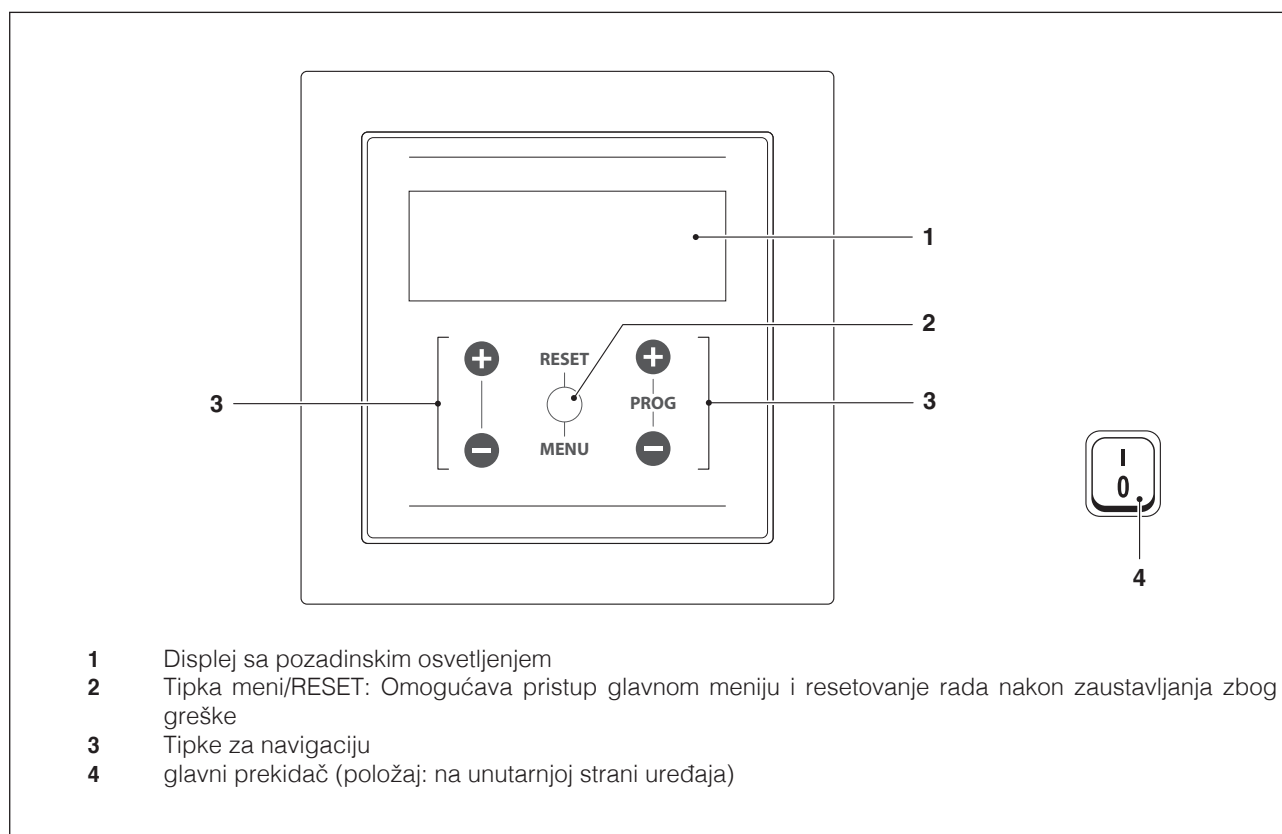 1
2
RESET
3
PROG
3
MENU
I
0
4
1 Displej sa pozadinskim osvetljenjem
2 Tipka meni/RESET: Omogućava pristup glavnom meniju i resetovanje rada nakon zaustavljanja zbog
greške
3 Tipke za navigaciju
4 glavni prekidač (položaj: na unutarnjoj strani uređaja)